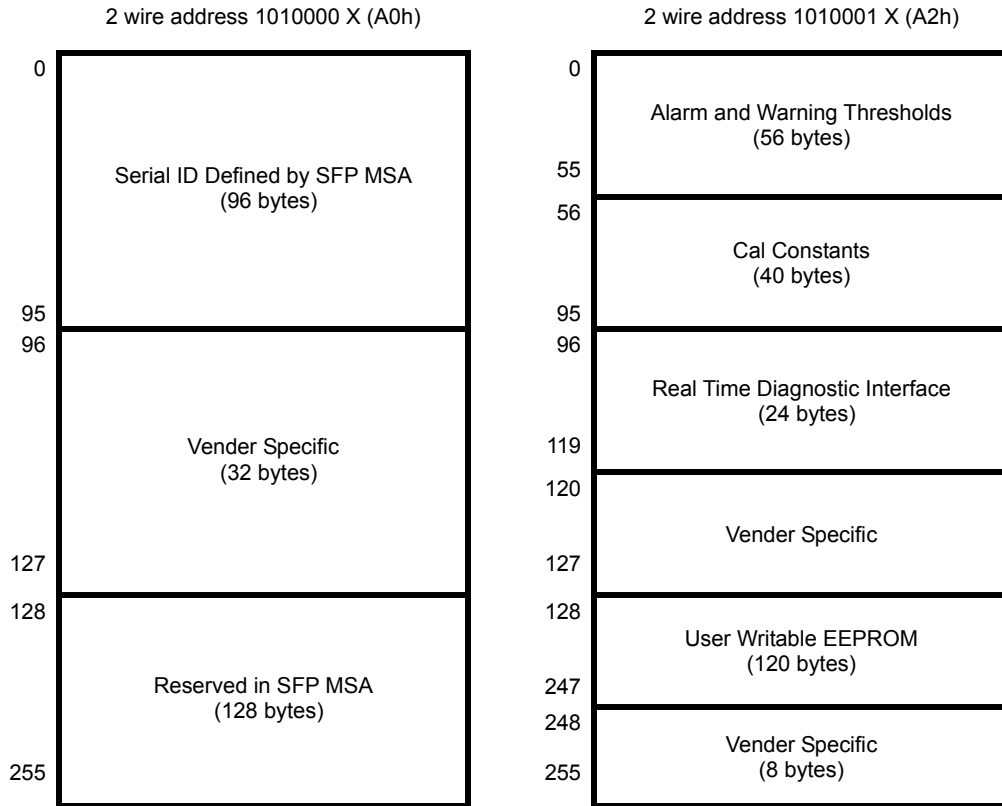 2 wire address 1010000 X (A0h)
0
Serial ID Defined by SFP MSA
(96 bytes)
95
96
Vender Specific
(32 bytes)
127
128
Reserved in SFP MSA
(128 bytes)
255
2 wire address 1010001 X (A2h)
0
Alarm and Warning Thresholds
(56 bytes)
55
56
Cal Constants
(40 bytes)
95
96
Real Time Diagnostic Interface
(24 bytes)
119
120
Vender Specific
127
128
User Writable EEPROM
(120 bytes)
247
248
Vender Specific
(8 bytes)
255